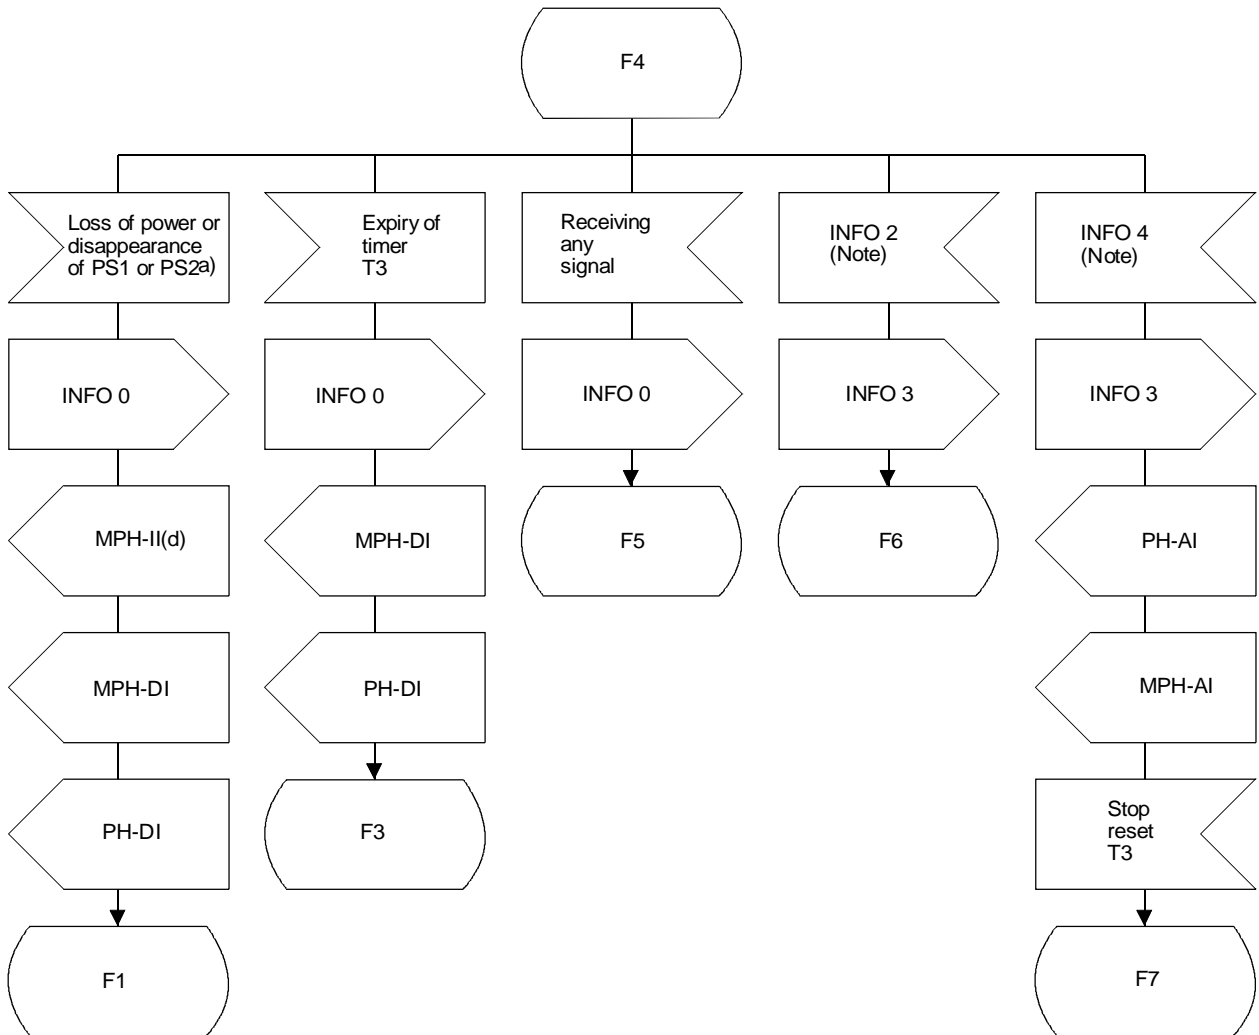 F4
Loss of power or
disappearance
of PS1 or PS2a)
Expiry of
timer
T3
Receiving
any
signal
INFO 2
(Note)
INFO 4
(Note)
INFO 0
INFO 0
INFO 0
INFO 3
INFO 3
MPH-II(d)
MPH-DI
F5
F6
PH-AI
MPH-DI
PH-DI
MPH-AI
PH-DI
F3
Stop
reset
T3
F1
F7